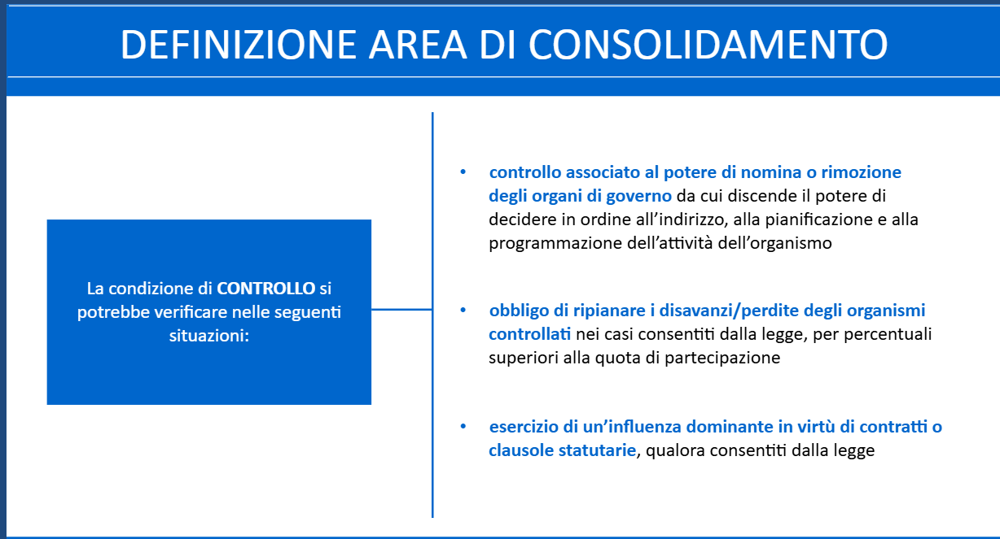 DEFINIZIONE AREA DI CONSOLIDAMENTO
La condizione di CONTROLLO si
potrebbe verificare nelle seguenti
situazioni:
• controllo associato al potere di nomina o rimozione
degli organi di governo da cui discende il potere di
decidere in ordine all’indirizzo, alla pianificazione e alla
programmazione dell’attività dell’organismo
• obbligo di ripianare i disavanzi/perdite degli organismi
controllati nei casi consentiti dalla legge, per percentuali
superiori alla quota di partecipazione
• esercizio di un’influenza dominante in virtù di contratti o
clausole statutarie, qualora consentiti dalla legge